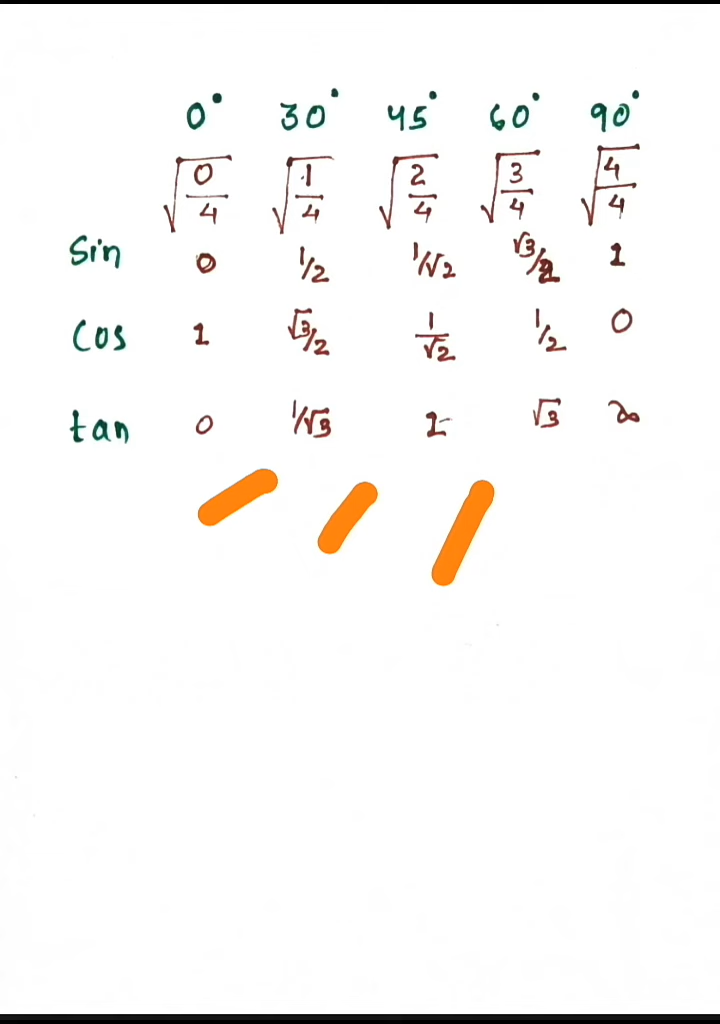 0° 30° 45° 60° 90°
√0/4 √1/4 √2/4 √3/4 √4/4
Sin 0 1/2 1/√2 √3/2 1
Cos 1 √3/2 1/√2 1/2 0
tan 0 1/√3 1 √3 ∞